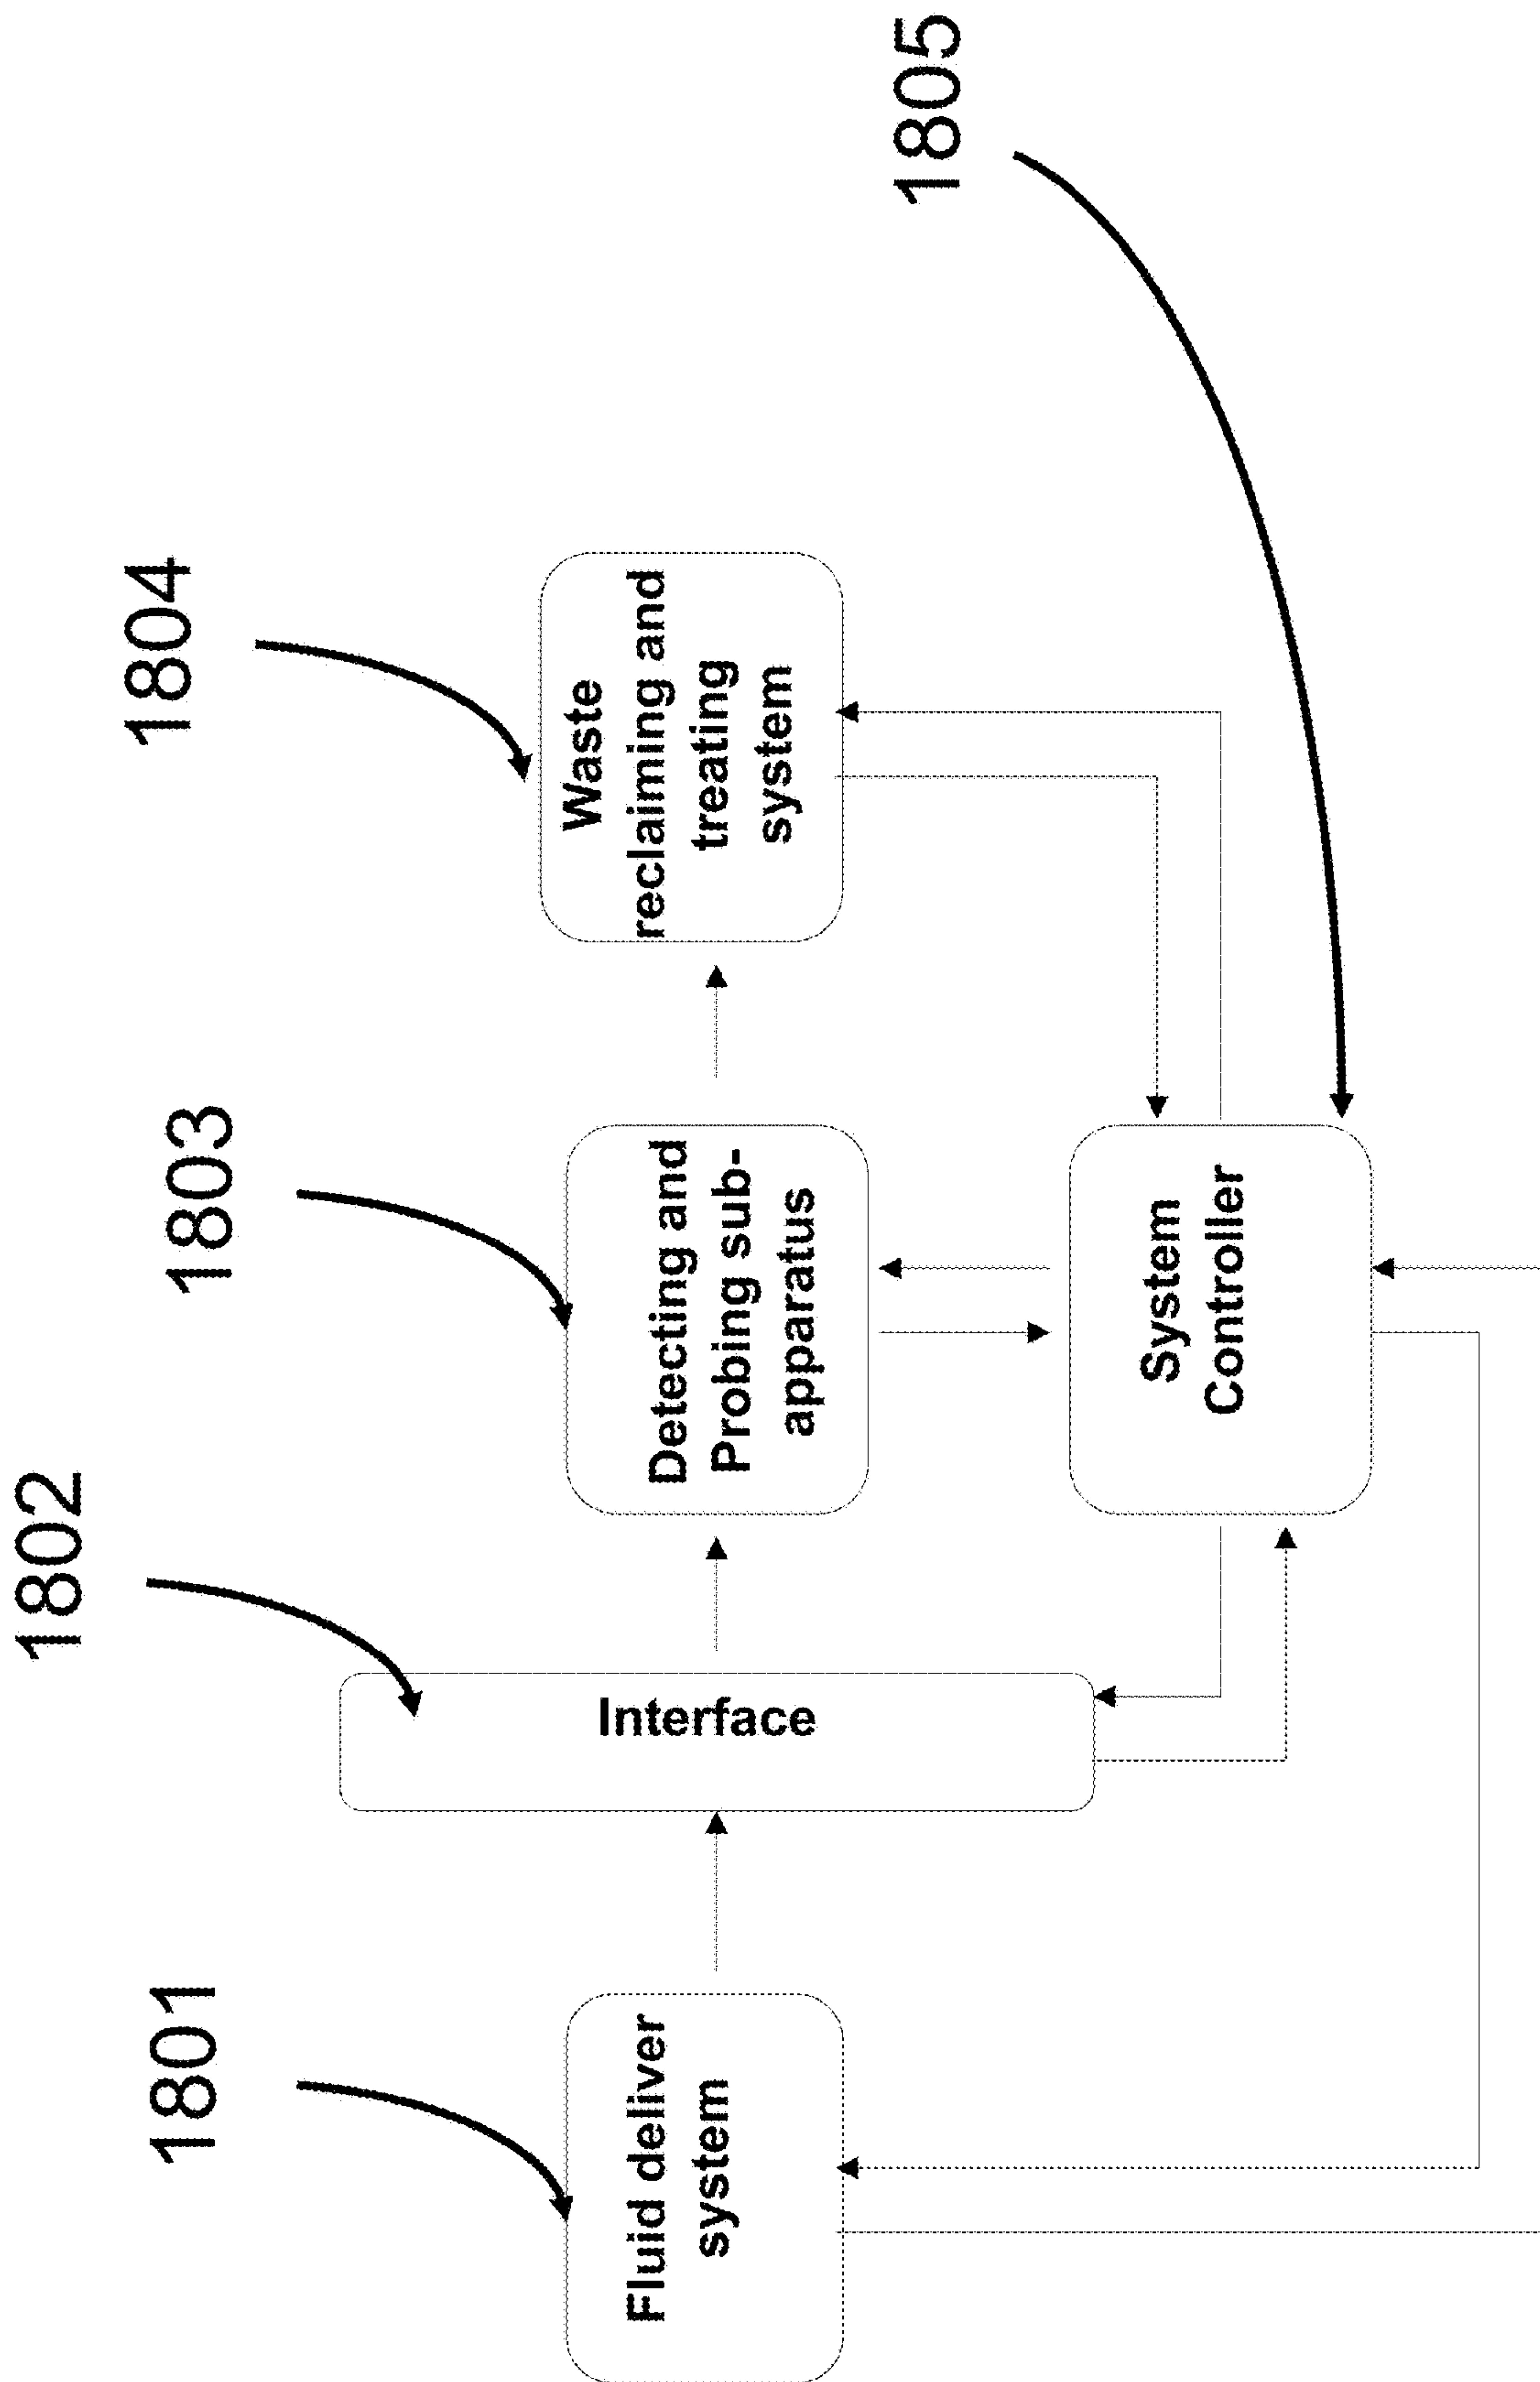 1801
1802
1803
1804
1805
Fluid deliver
system
Interface
Detecting and
Probing sub-
apparatus
Waste
reclaiming and
treating
system
System
Controller